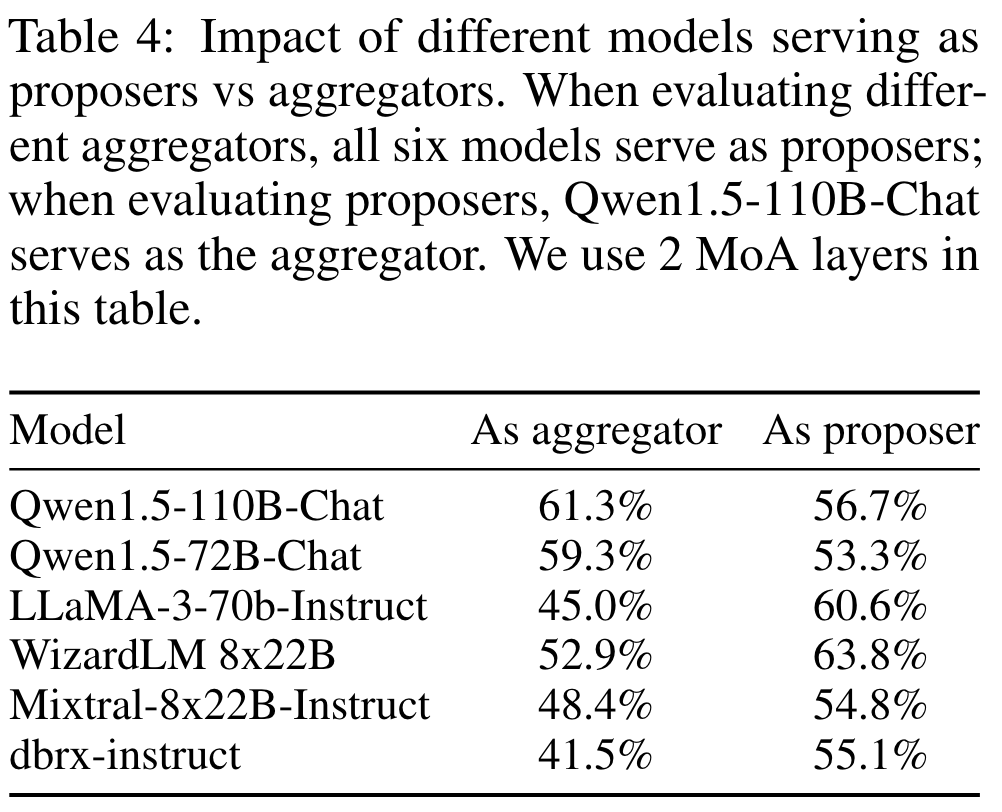 Table 4: Impact of different models serving as
proposers vs aggregators. When evaluating differ-
ent aggregators, all six models serve as proposers;
when evaluating proposers, Qwen1.5-110B-Chat
serves as the aggregator. We use 2 MoA layers in
this table.
Model As aggregator As proposer
Qwen1.5-110B-Chat 61.3% 56.7%
Qwen1.5-72B-Chat 59.3% 53.3%
LLaMA-3-70b-Instruct 45.0% 60.6%
WizardLM 8x22B 52.9% 63.8%
Mixtral-8x22B-Instruct 48.4% 54.8%
dbrx-instruct 41.5% 55.1%